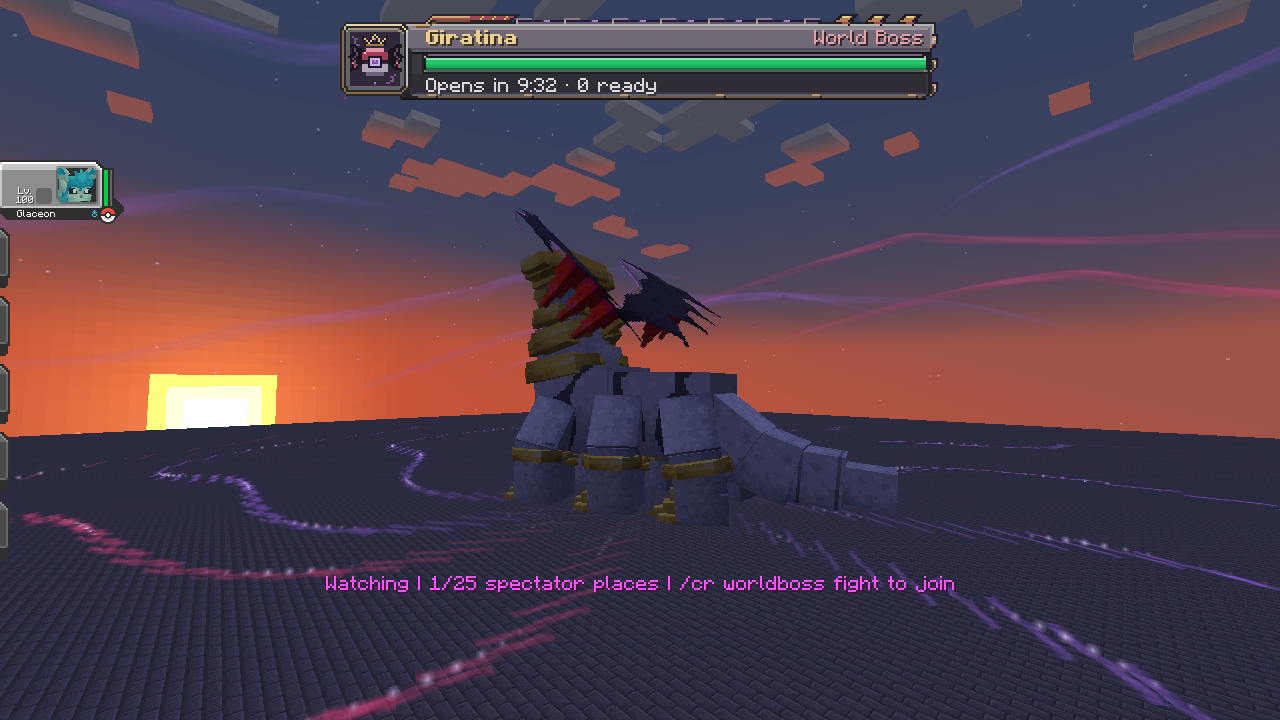 Giratina
World Boss
Opens in 9:32 · 0 ready
Lv.
100
Glaceon
Watching | 1/25 spectator places | /cr worldboss fight to join